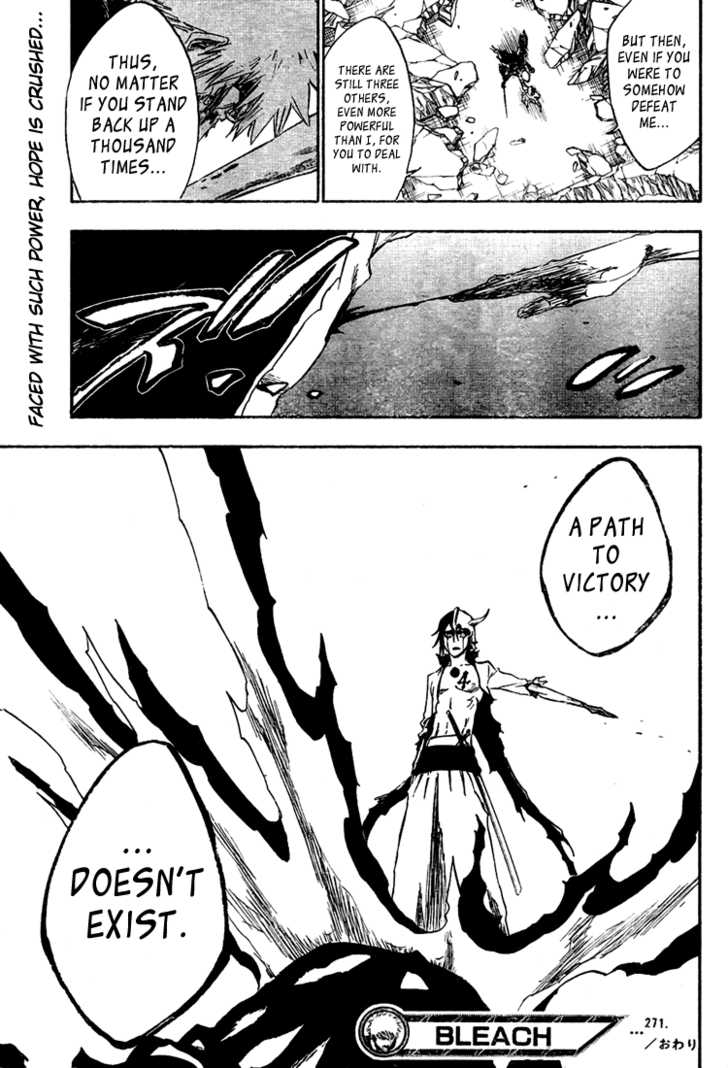 BUT THEN,
EVEN IF YOU
WERE TO
SOMEHOW
DEFEAT
ME...
THERE ARE
STILL THREE
OTHERS,
EVEN MORE
POWERFUL
THAN I, FOR
YOU TO DEAL
WITH.
THUS,
NO MATTER
IF YOU STAND
BACK UP A
THOUSAND
TIMES...
FACED WITH SUCH POWER, HOPE IS CRUSHED...
A PATH
TO
VICTORY
...
4
...
DOESN'T
EXIST.
BLEACH
271.
...／おわり